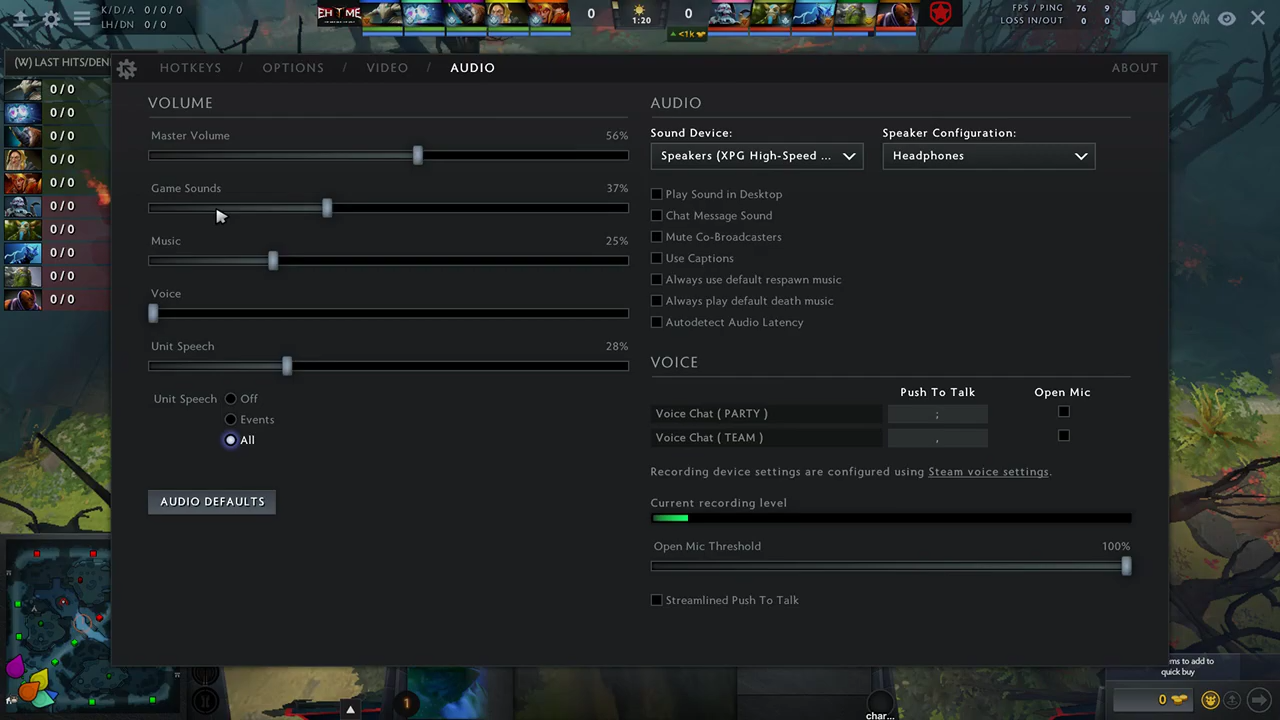 K/D/A 0 / 0 / 0
LH/DN 0 / 0
0
1:20
0
<1k
FPS / PING 76 9
LOSS IN/OUT 0 0
(W) LAST HITS/DEN
0 / 0
0 / 0
0 / 0
0 / 0
0 / 0
0 / 0
0 / 0
0 / 0
0 / 0
0 / 0
HOTKEYS / OPTIONS / VIDEO / AUDIO
ABOUT
VOLUME
Master Volume 56%
Game Sounds 37%
Music 25%
Voice
Unit Speech 28%
Unit Speech Off
Events
All
AUDIO DEFAULTS
AUDIO
Sound Device: Speaker Configuration:
Speakers (XPG High-Speed ... Headphones
Play Sound in Desktop
Chat Message Sound
Mute Co-Broadcasters
Use Captions
Always use default respawn music
Always play default death music
Autodetect Audio Latency
VOICE
Push To Talk Open Mic
Voice Chat ( PARTY ) ;
Voice Chat ( TEAM ) ,
Recording device settings are configured using Steam voice settings.
Current recording level
Open Mic Threshold 100%
Streamlined Push To Talk
ms to add to
quick buy
0
1
char...